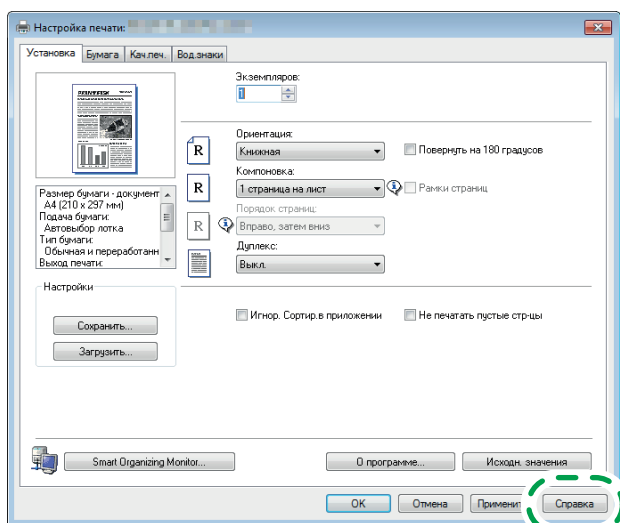 Настройка печати:
Установка
Бумага
Кач.печ.
Вод.знаки
Экземпляров:
1
Ориентация:
R
Книжная
Повернуть на 180 градусов
Компоновка:
R
1 страница на лист
Рамки страниц
Размер бумаги - документ
A4 (210 x 297 мм)
Подача бумаги:
Автовыбор лотка
Тип бумаги:
Обычная и переработанн
Выход печати:
Порядок страниц:
R
Вправо, затем вниз
Дуплекс:
Выкл.
Настройки
Сохранить...
Загрузить...
Игнор. Сортир.в приложении
Не печатать пустые стр-цы
Smart Organizing Monitor...
О программе...
Исходн. значения
OK
Отмена
Применит
Справка